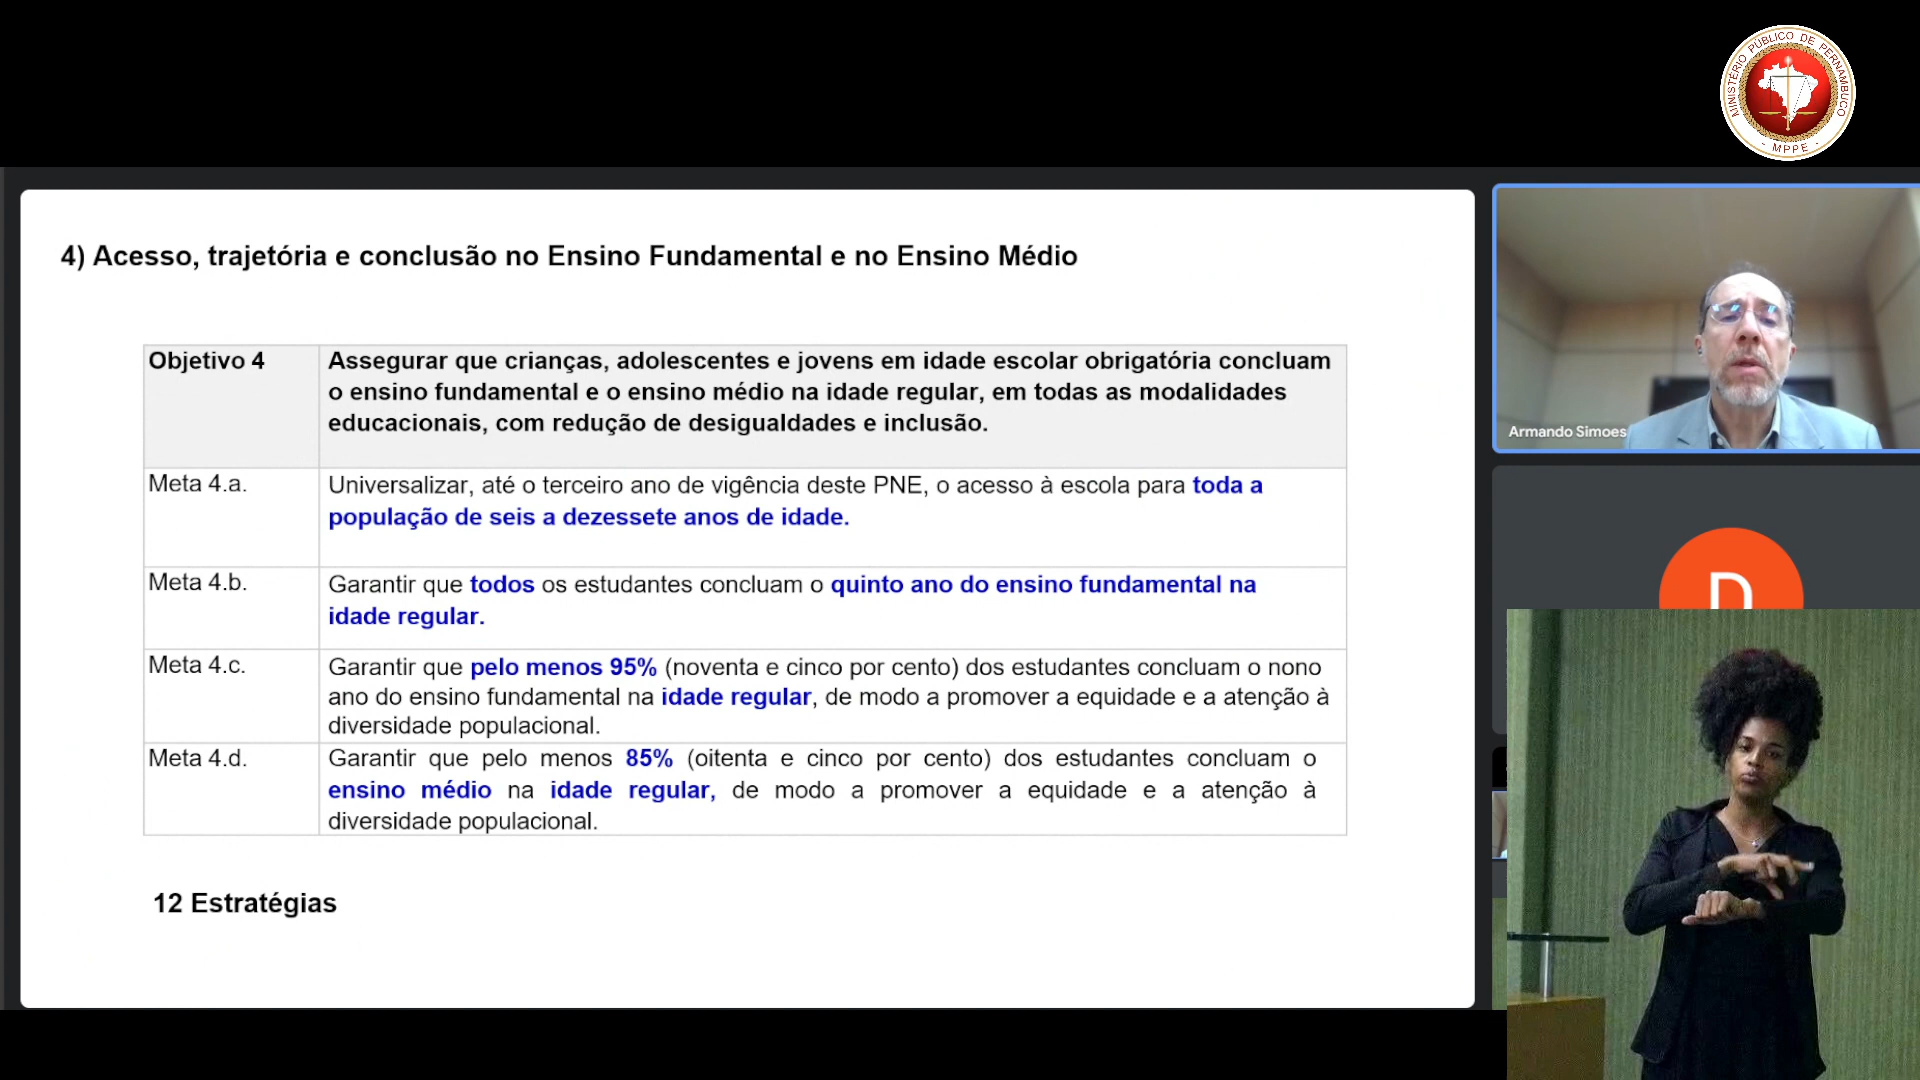 MINISTÉRIO PÚBLICO DE PERNAMBUCO
- MPPE -
4) Acesso, trajetória e conclusão no Ensino Fundamental e no Ensino Médio
Objetivo 4
Assegurar que crianças, adolescentes e jovens em idade escolar obrigatória concluam
o ensino fundamental e o ensino médio na idade regular, em todas as modalidades
educacionais, com redução de desigualdades e inclusão.
Meta 4.a.
Universalizar, até o terceiro ano de vigência deste PNE, o acesso à escola para toda a
população de seis a dezessete anos de idade.
Meta 4.b.
Garantir que todos os estudantes concluam o quinto ano do ensino fundamental na
idade regular.
Meta 4.c.
Garantir que pelo menos 95% (noventa e cinco por cento) dos estudantes concluam o nono
ano do ensino fundamental na idade regular, de modo a promover a equidade e a atenção à
diversidade populacional.
Meta 4.d.
Garantir que pelo menos 85% (oitenta e cinco por cento) dos estudantes concluam o
ensino médio na idade regular, de modo a promover a equidade e a atenção à
diversidade populacional.
12 Estratégias
Armando Simoes
D